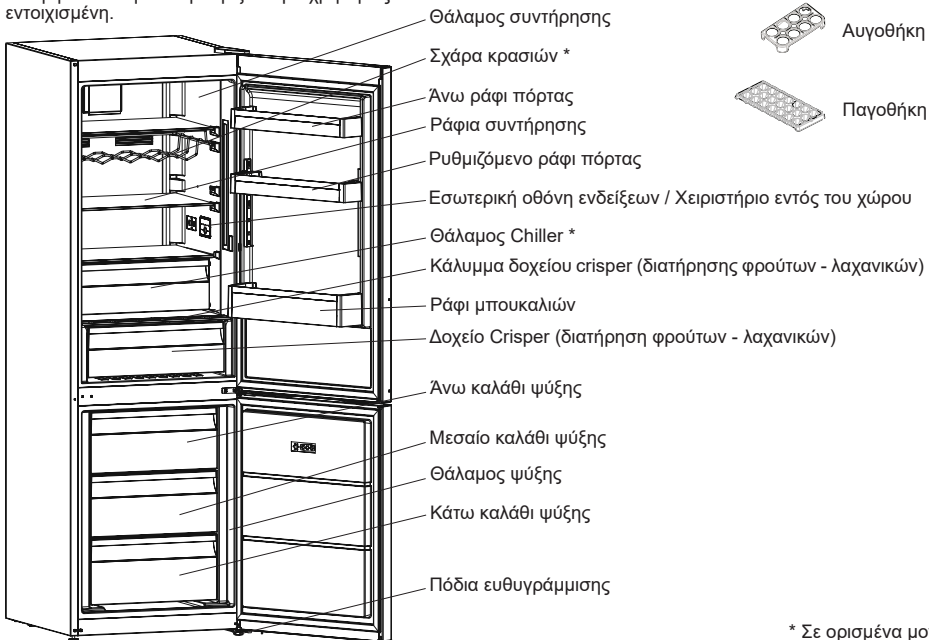 εντοιχισμένη.
Θάλαμος συντήρησης
Σχάρα κρασιών *
Άνω ράφι πόρτας
Ράφια συντήρησης
Ρυθμιζόμενο ράφι πόρτας
Εσωτερική οθόνη ενδείξεων / Χειριστήριο εντός του χώρου
Θάλαμος Chiller *
Κάλυμμα δοχείου crisper (διατήρησης φρούτων - λαχανικών)
Ράφι μπουκαλιών
Δοχείο Crisper (διατήρηση φρούτων - λαχανικών)
Άνω καλάθι ψύξης
Μεσαίο καλάθι ψύξης
Θάλαμος ψύξης
Κάτω καλάθι ψύξης
Πόδια ευθυγράμμισης
Αυγοθήκη
Παγοθήκη
* Σε ορισμένα